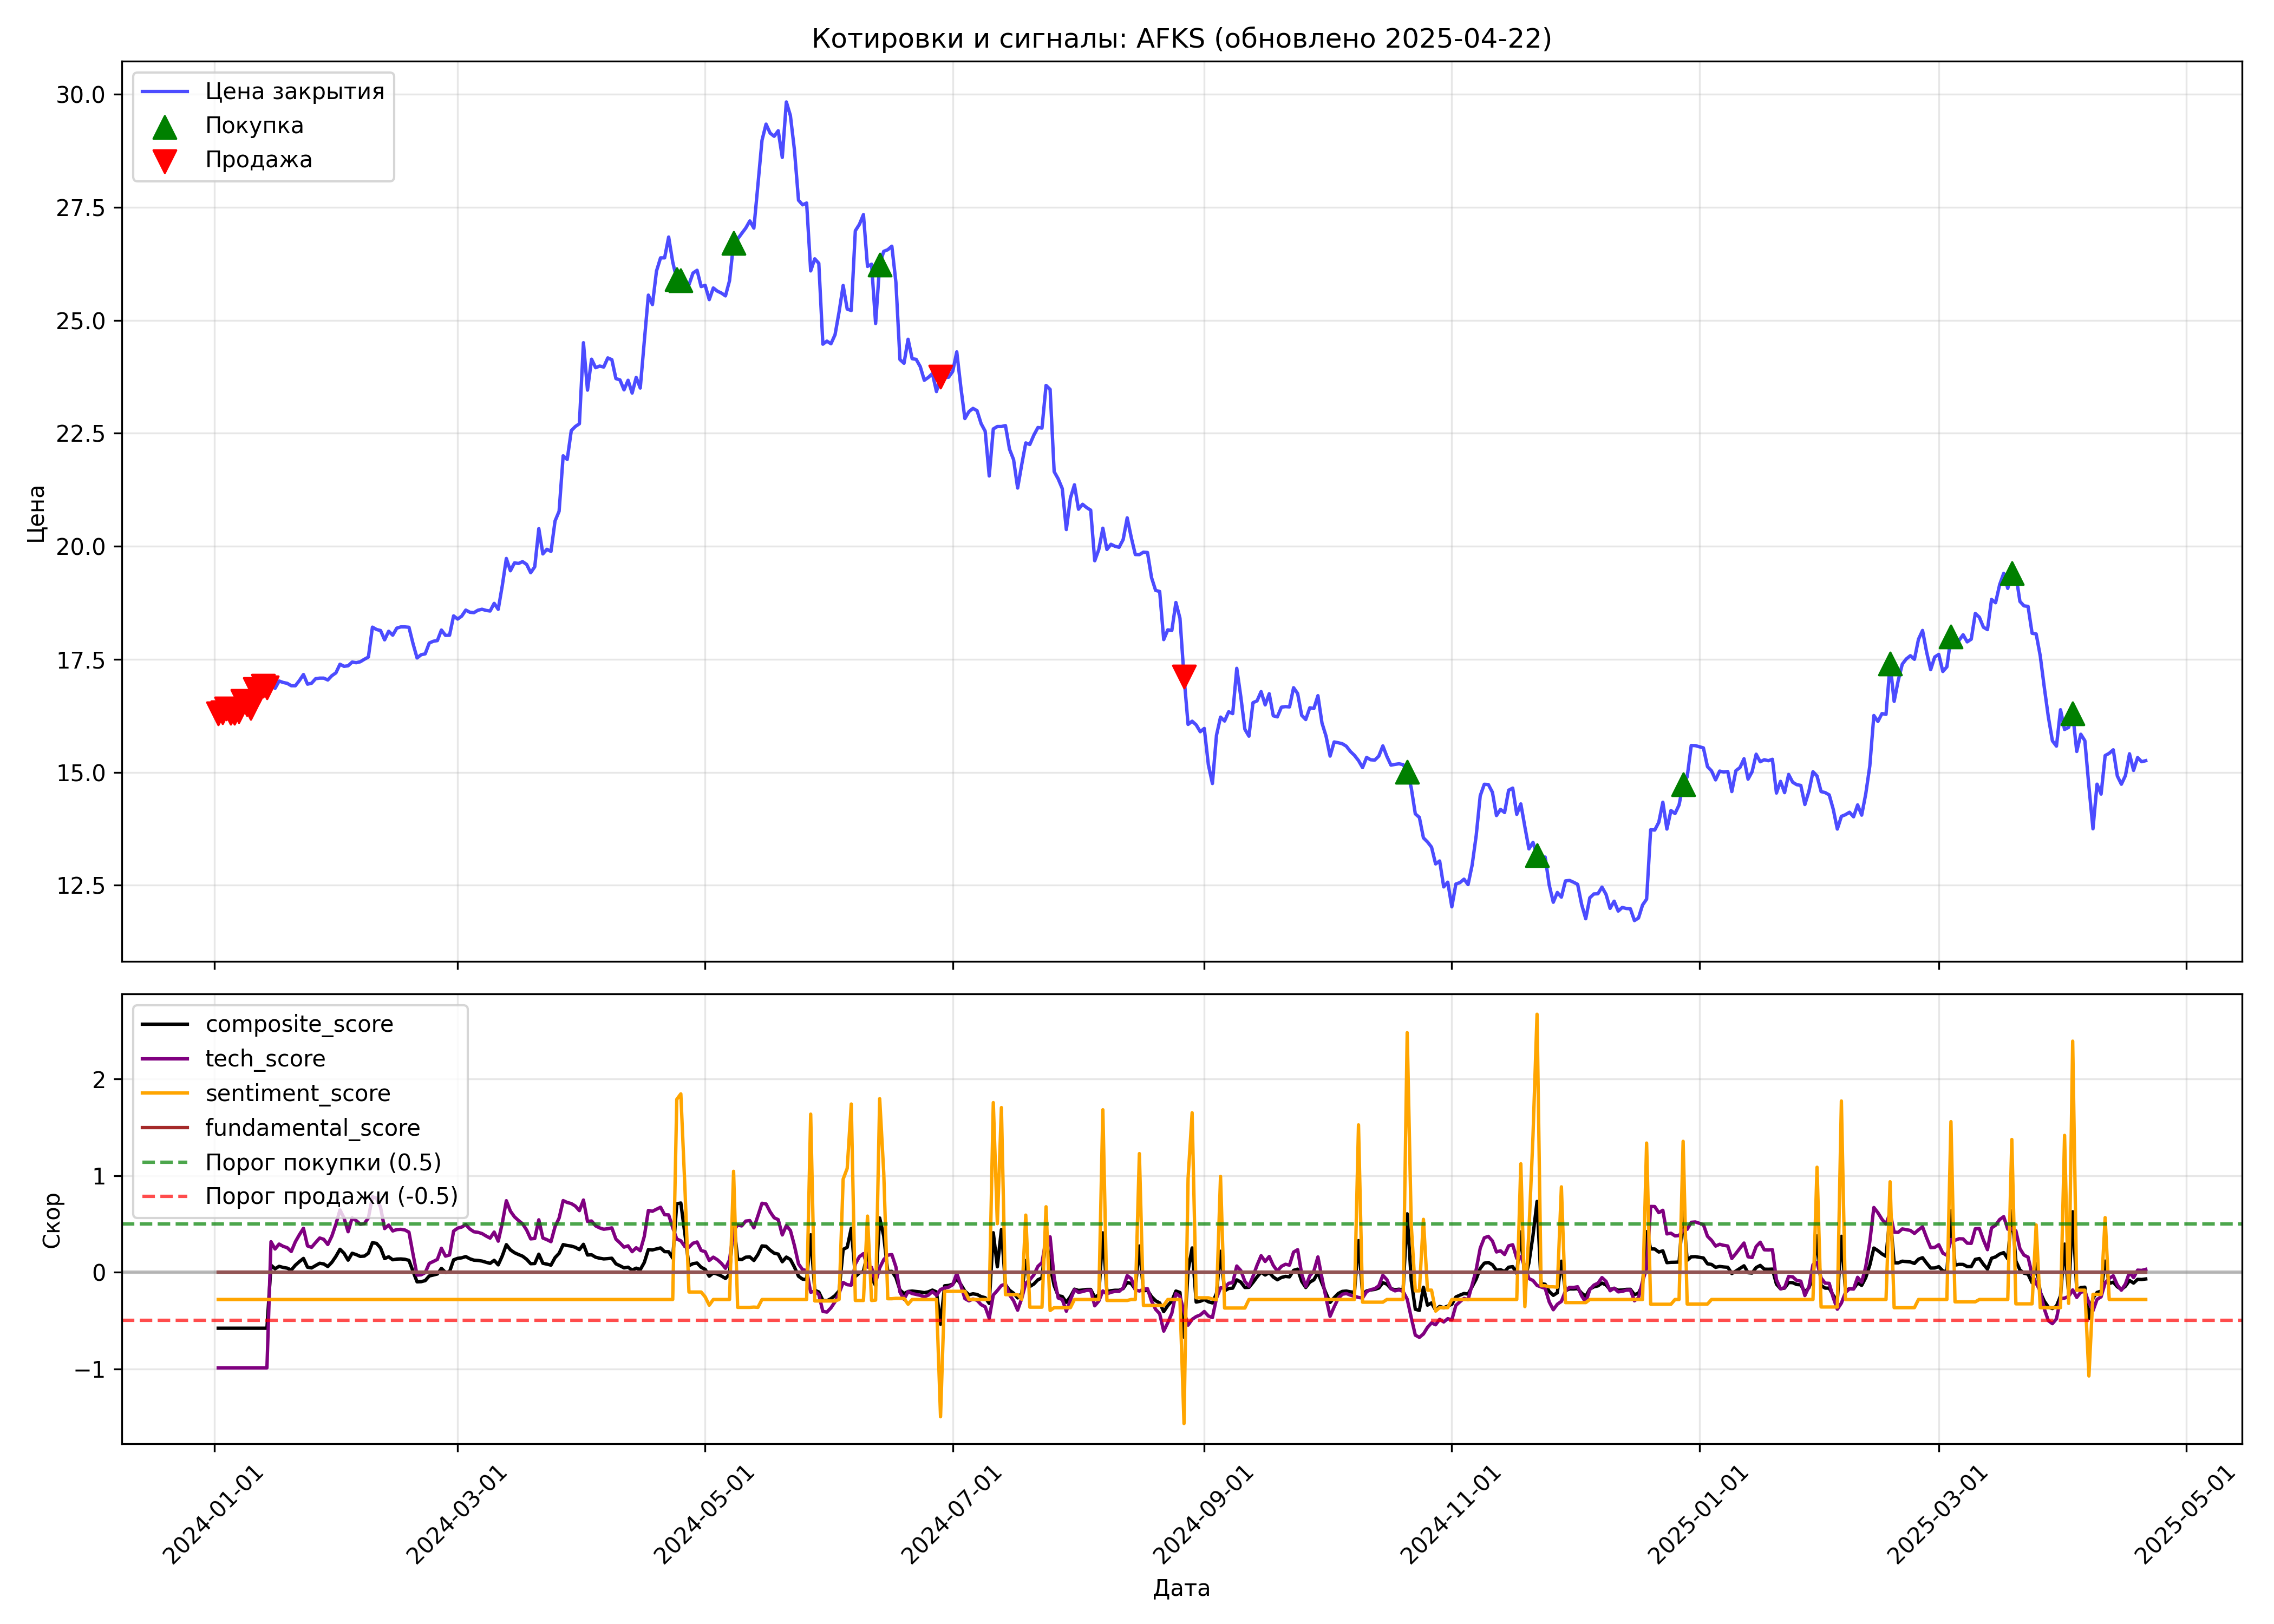 Котировки и сигналы: AFKS (обновлено 2025-04-22)
Цена закрытия
Покупка
Продажа
30.0
27.5
25.0
22.5
20.0
17.5
15.0
12.5
Цена
composite_score
tech_score
sentiment_score
fundamental_score
Порог покупки (0.5)
Порог продажи (-0.5)
2
1
0
−1
Скор
2024-01-01
2024-03-01
2024-05-01
2024-07-01
2024-09-01
2024-11-01
2025-01-01
2025-03-01
2025-05-01
Дата